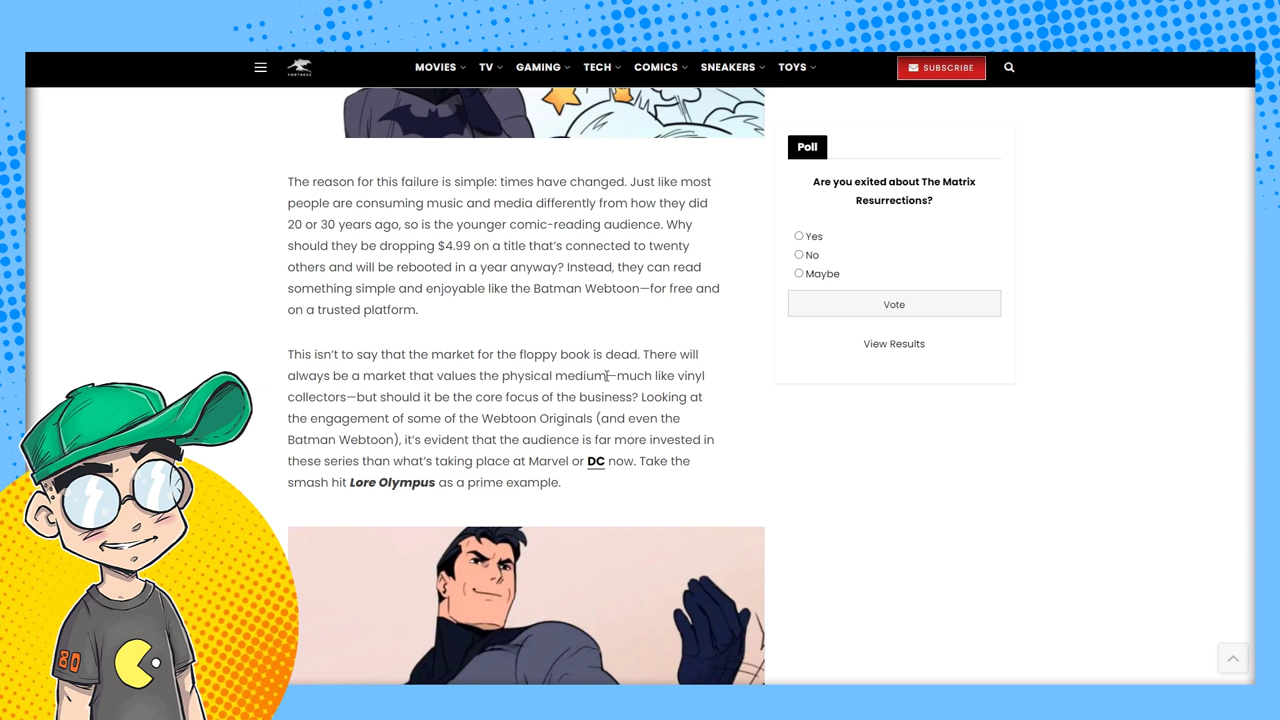 MOVIES TV GAMING TECH COMICS SNEAKERS TOYS SUBSCRIBE
FORTRESS
The reason for this failure is simple: times have changed. Just like most
people are consuming music and media differently from how they did
20 or 30 years ago, so is the younger comic-reading audience. Why
should they be dropping $4.99 on a title that's connected to twenty
others and will be rebooted in a year anyway? Instead, they can read
something simple and enjoyable like the Batman Webtoon—for free and
on a trusted platform.
This isn't to say that the market for the floppy book is dead. There will
always be a market that values the physical medium—much like vinyl
collectors—but should it be the core focus of the business? Looking at
the engagement of some of the Webtoon Originals (and even the
Batman Webtoon), it's evident that the audience is far more invested in
these series than what's taking place at Marvel or DC now. Take the
smash hit Lore Olympus as a prime example.
Poll
Are you exited about The Matrix
Resurrections?
Yes
No
Maybe
Vote
View Results
80